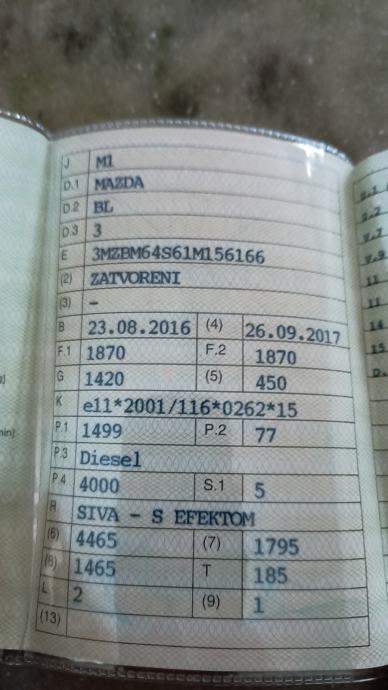 J M1
D.1 MAZDA
D.2 BL
D.3 3
E 3MZBM64S61M156166
(2) ZATVORENI
(3) -
B 23.08.2016 (4) 26.09.2017
F.1 1870 F.2 1870
G 1420 (5) 450
K e11*2001/116*0262*15
P.1 1499 P.2 77
P.3 Diesel
P.4 4000 S.1 5
R SIVA - S EFEKTOM
(6) 4465 (7) 1795
(8) 1465 T 185
L 2 (9) 1
(13)